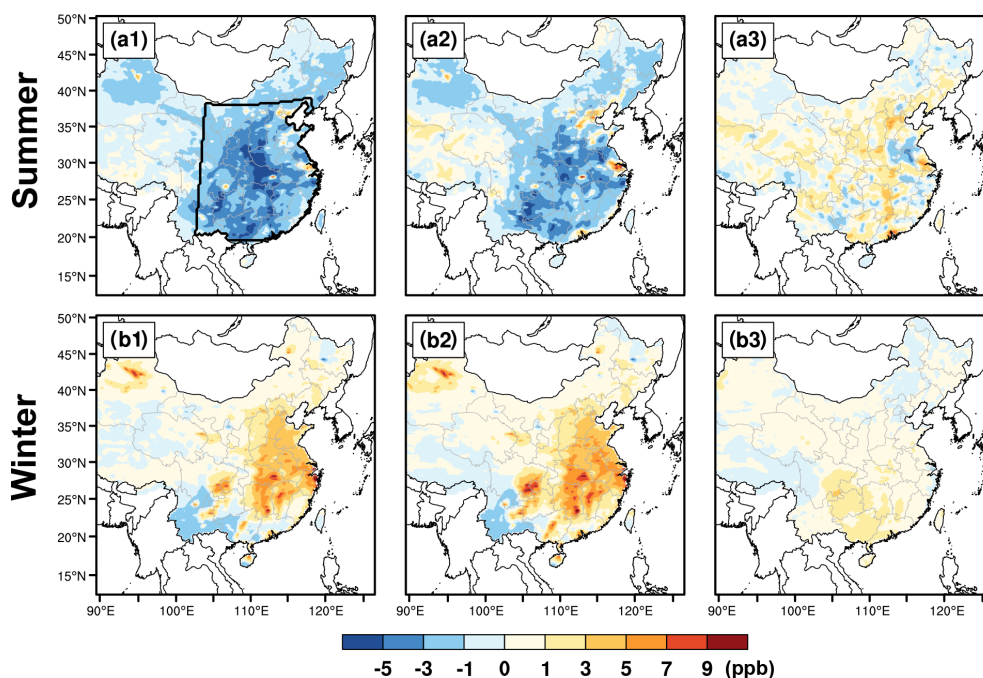 Summer
(a1)
(a2)
(a3)
50°N
45°N
40°N
35°N
30°N
25°N
20°N
15°N
Winter
(b1)
(b2)
(b3)
50°N
45°N
40°N
35°N
30°N
25°N
20°N
15°N
90°E 100°E 110°E 120°E
90°E 100°E 110°E 120°E
90°E 100°E 110°E 120°E
-5 -3 -1 0 1 3 5 7 9 (ppb)